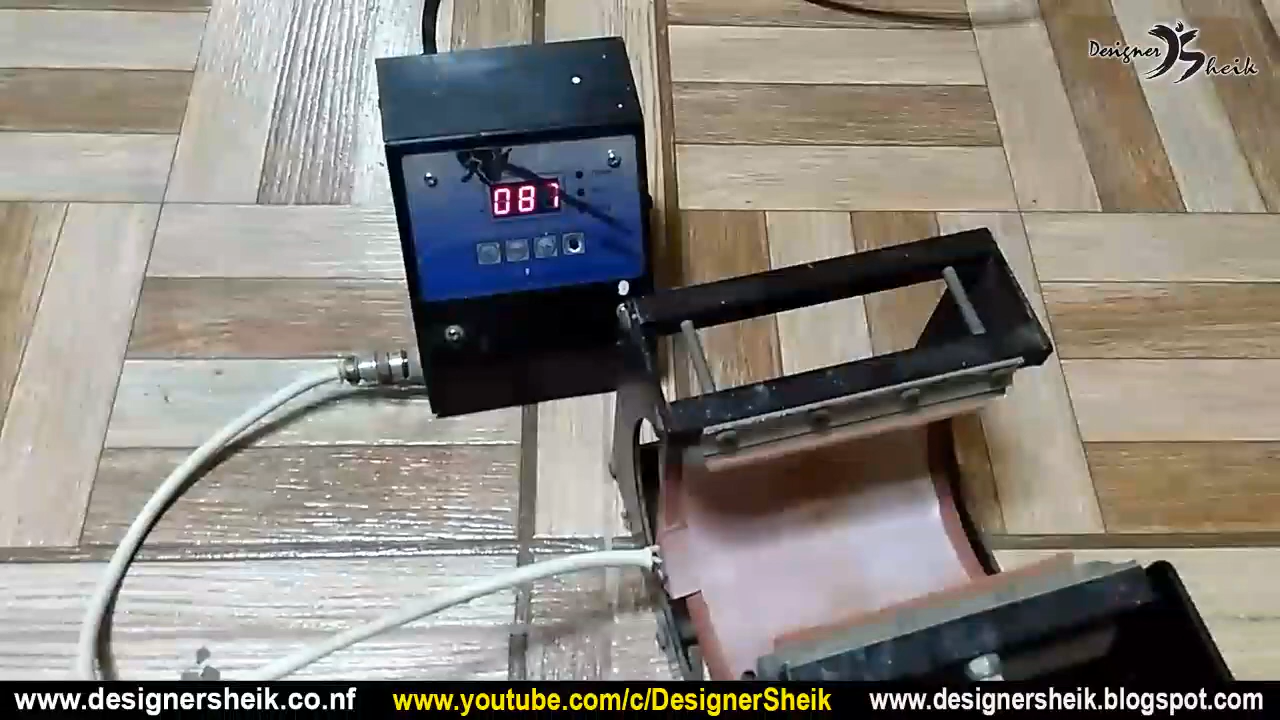 Designer
Sheik
087
www.designersheik.co.nf
www.youtube.com/c/DesignerSheik
www.designersheik.blogspot.com